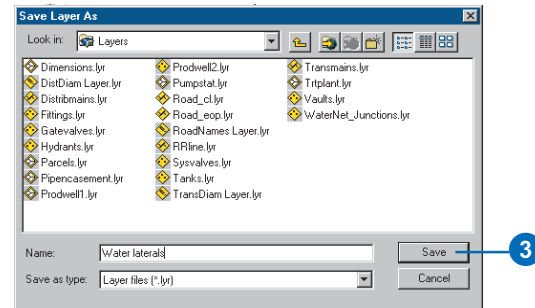 Save Layer As
Look in: Layers
Dimensions.lyr
DistDiam Layer.lyr
Distribmains.lyr
Fittings.lyr
Gatevalves.lyr
Hydrants.lyr
Parcels.lyr
Pipencasement.lyr
Prodwell1.lyr
Prodwell2.lyr
Pumpstat.lyr
Road_cl.lyr
Road_eop.lyr
RoadNames Layer.lyr
RRline.lyr
Sysvalves.lyr
Tanks.lyr
TransDiam Layer.lyr
Transmains.lyr
Trtplant.lyr
Vaults.lyr
WaterNet_Junctions.lyr
Name: Water laterals
Save
3
Save as type: Layer files (*.lyr)
Cancel